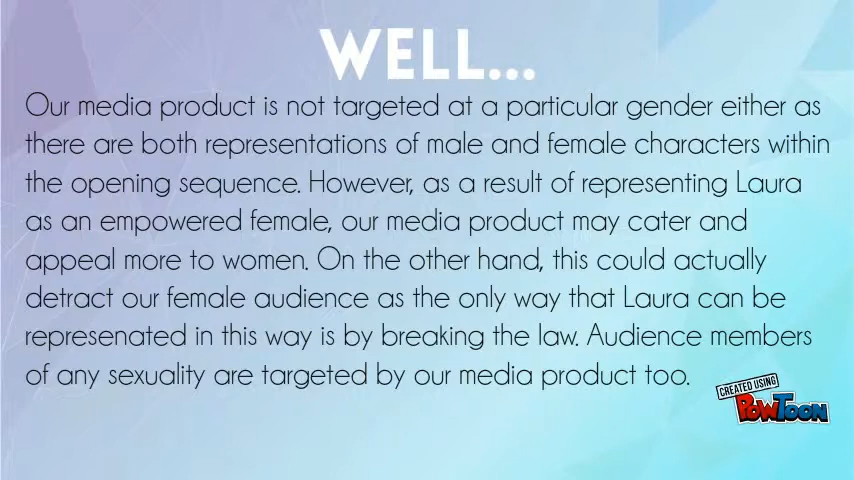 WELL...
Our media product is not targeted at a particular gender either as
there are both representations of male and female characters within
the opening sequence. However, as a result of representing Laura
as an empowered female, our media product may cater and
appeal more to women. On the other hand, this could actually
detract our female audience as the only way that Laura can be
represenated in this way is by breaking the law. Audience members
of any sexuality are targeted by our media product too.
CREATED USING
POWTOON